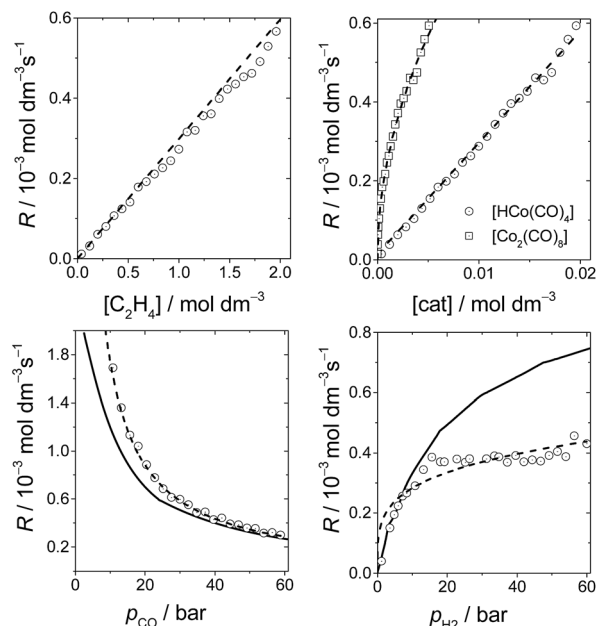 0.6
0.4
0.2
0.0
R / 10⁻³ mol dm⁻³s⁻¹
0.0 0.5 1.0 1.5 2.0
[C₂H₄] / mol dm⁻³
0.6
0.4
0.2
0.0
R / 10⁻³ mol dm⁻³s⁻¹
[HCo(CO)₄]
[Co₂(CO)₈]
0.00 0.01 0.02
[cat] / mol dm⁻³
1.8
1.4
1.0
0.6
0.2
R / 10⁻³ mol dm⁻³s⁻¹
0 20 40 60
p_CO / bar
0.8
0.6
0.4
0.2
0.0
R / 10⁻³ mol dm⁻³s⁻¹
0 20 40 60
p_H2 / bar